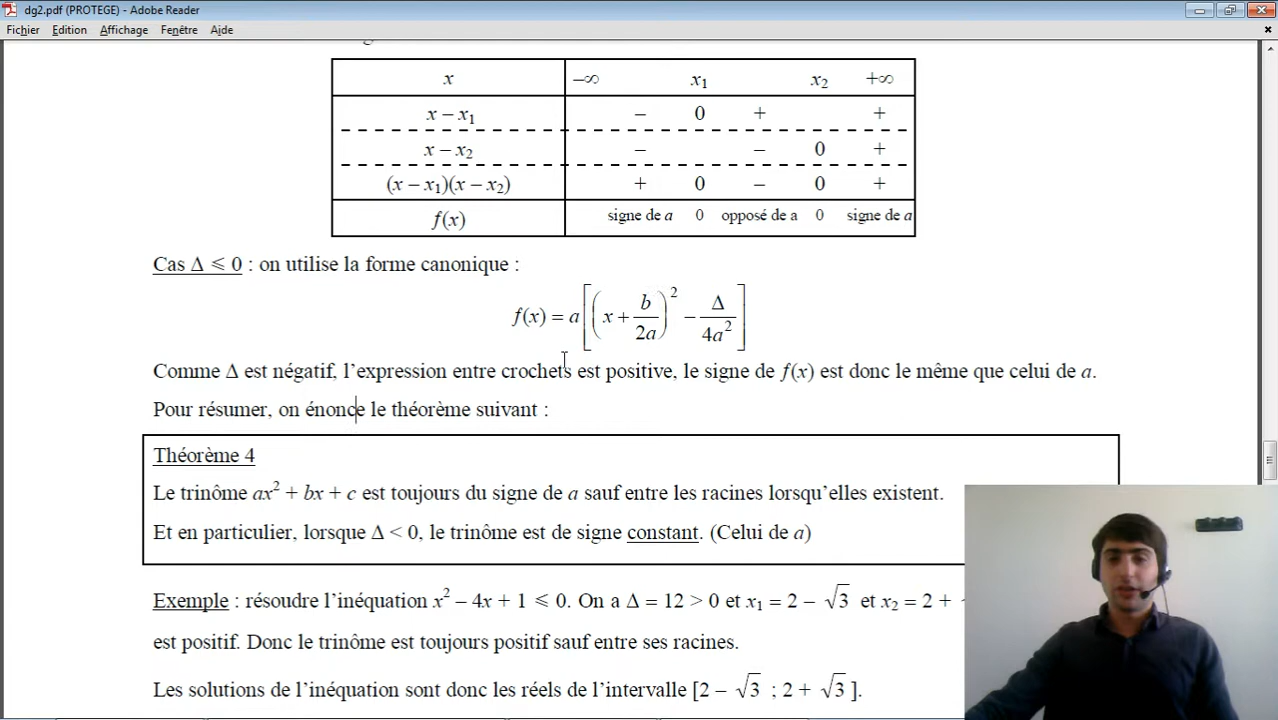 dg2.pdf (PROTEGE) - Adobe Reader
Fichier Edition Affichage Fenêtre Aide
x −∞ x₁ x₂ +∞
x – x₁ – 0 + +
x – x₂ – – 0 +
(x – x₁)(x – x₂) + 0 – 0 +
f(x) signe de a 0 opposé de a 0 signe de a
Cas Δ ⩽ 0 : on utilise la forme canonique :
f(x) = a[(x + b/2a)² − Δ/4a²]
Comme Δ est négatif, l’expression entre crochets est positive, le signe de f(x) est donc le même que celui de a.
Pour résumer, on énonce le théorème suivant :
Théorème 4
Le trinôme ax² + bx + c est toujours du signe de a sauf entre les racines lorsqu’elles existent.
Et en particulier, lorsque Δ < 0, le trinôme est de signe constant. (Celui de a)
Exemple : résoudre l’inéquation x² – 4x + 1 ⩽ 0. On a Δ = 12 > 0 et x₁ = 2 – √3 et x₂ = 2 +
est positif. Donc le trinôme est toujours positif sauf entre ses racines.
Les solutions de l’inéquation sont donc les réels de l’intervalle [2 – √3 ; 2 + √3 ].